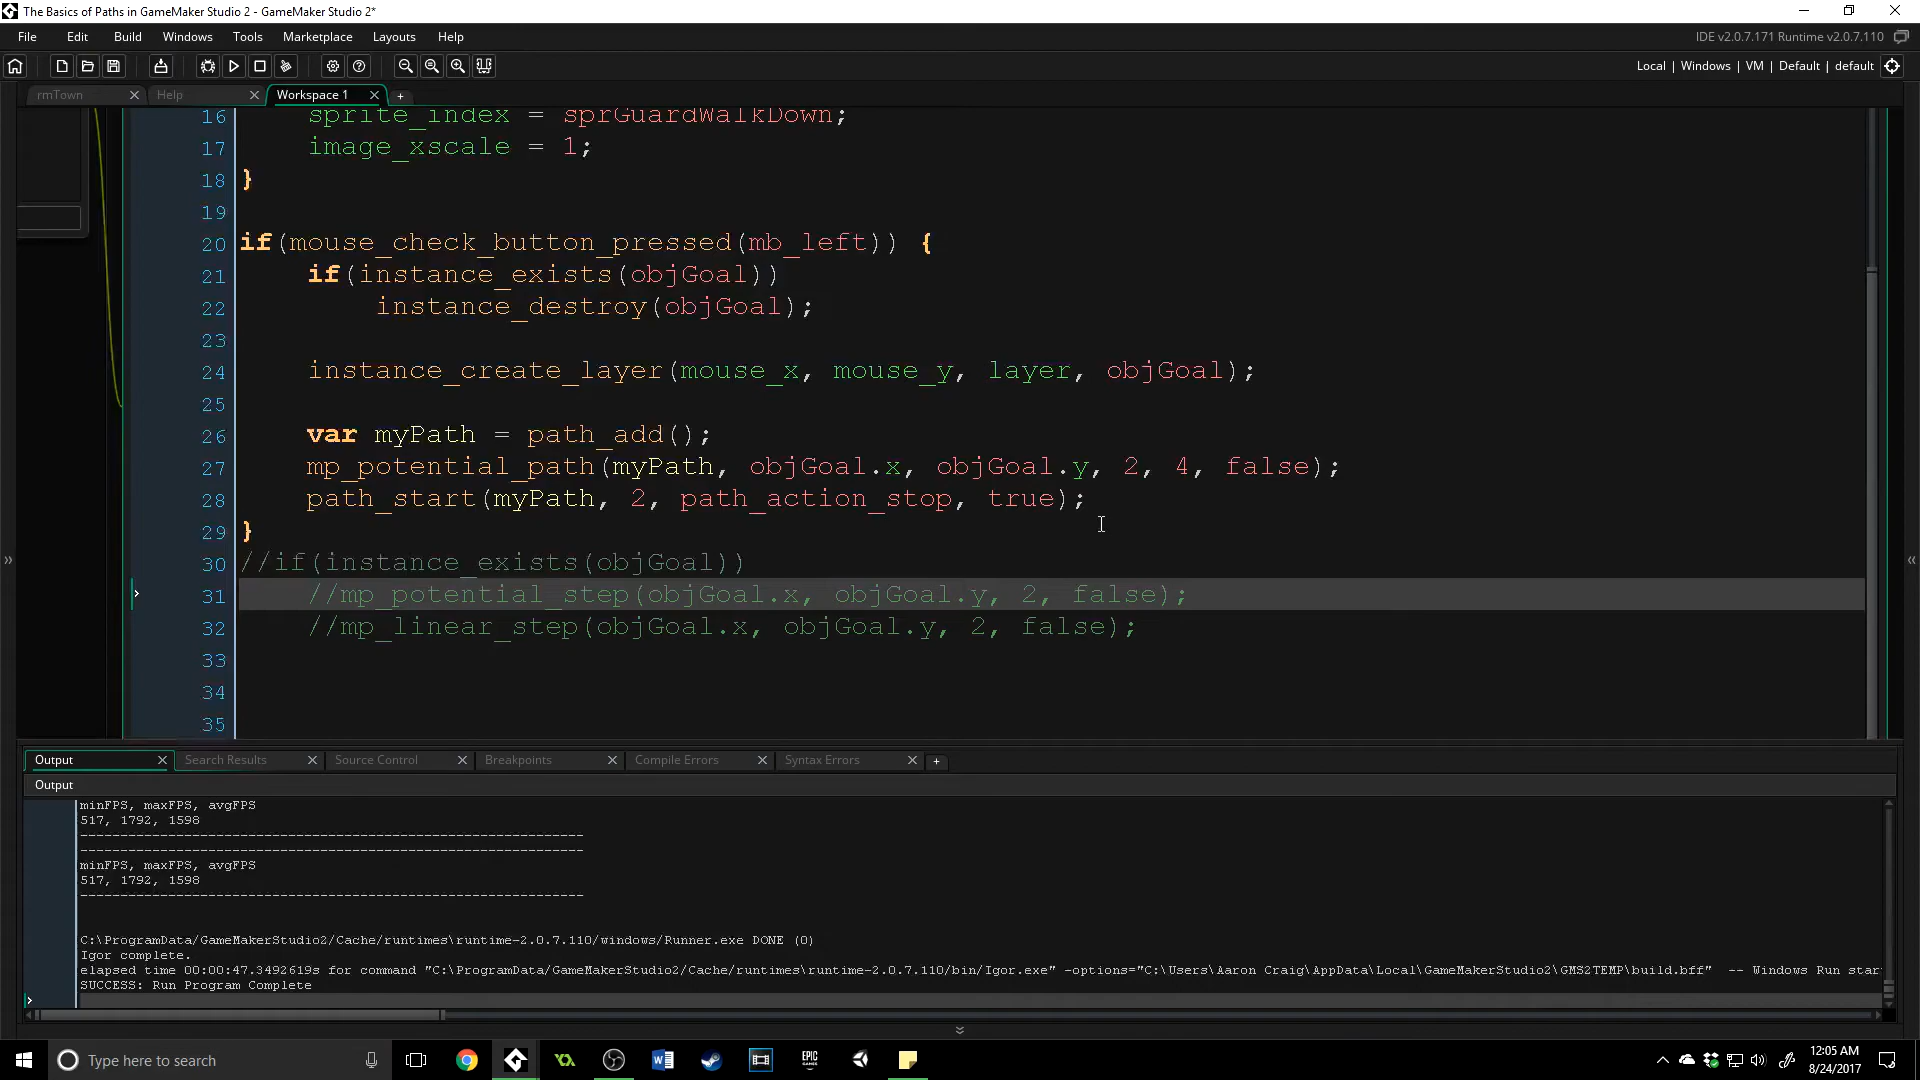 The Basics of Paths in GameMaker Studio 2 - GameMaker Studio 2*
File Edit Build Windows Tools Marketplace Layouts Help
IDE v2.0.7.171 Runtime v2.0.7.110
Local | Windows | VM | Default | default
rmTown Help Workspace 1 +
16 sprite_index = sprGuardWalkDown;
17 image_xscale = 1;
18 }
19
20 if(mouse_check_button_pressed(mb_left)) {
21 if(instance_exists(objGoal))
22 instance_destroy(objGoal);
23
24 instance_create_layer(mouse_x, mouse_y, layer, objGoal);
25
26 var myPath = path_add();
27 mp_potential_path(myPath, objGoal.x, objGoal.y, 2, 4, false);
28 path_start(myPath, 2, path_action_stop, true);
29 }
30 //if(instance_exists(objGoal))
31 //mp_potential_step(objGoal.x, objGoal.y, 2, false);
32 //mp_linear_step(objGoal.x, objGoal.y, 2, false);
33
34
35
Output Search Results Source Control Breakpoints Compile Errors Syntax Errors +
Output
minFPS, maxFPS, avgFPS
517, 1792, 1598
---------------------------------------------------------------
---------------------------------------------------------------
minFPS, maxFPS, avgFPS
517, 1792, 1598
---------------------------------------------------------------
C:\ProgramData/GameMakerStudio2/Cache/runtimes\runtime-2.0.7.110/windows/Runner.exe DONE (0)
Igor complete.
elapsed time 00:00:47.3492619s for command "C:\ProgramData/GameMakerStudio2/Cache/runtimes\runtime-2.0.7.110/bin/Igor.exe" -options="C:\Users\Aaron Craig\AppData\Local\GameMakerStudio2\GMS2TEMP\build.bff" -- Windows Run star
SUCCESS: Run Program Complete
Type here to search
EPIC GAMES
12:05 AM
8/24/2017